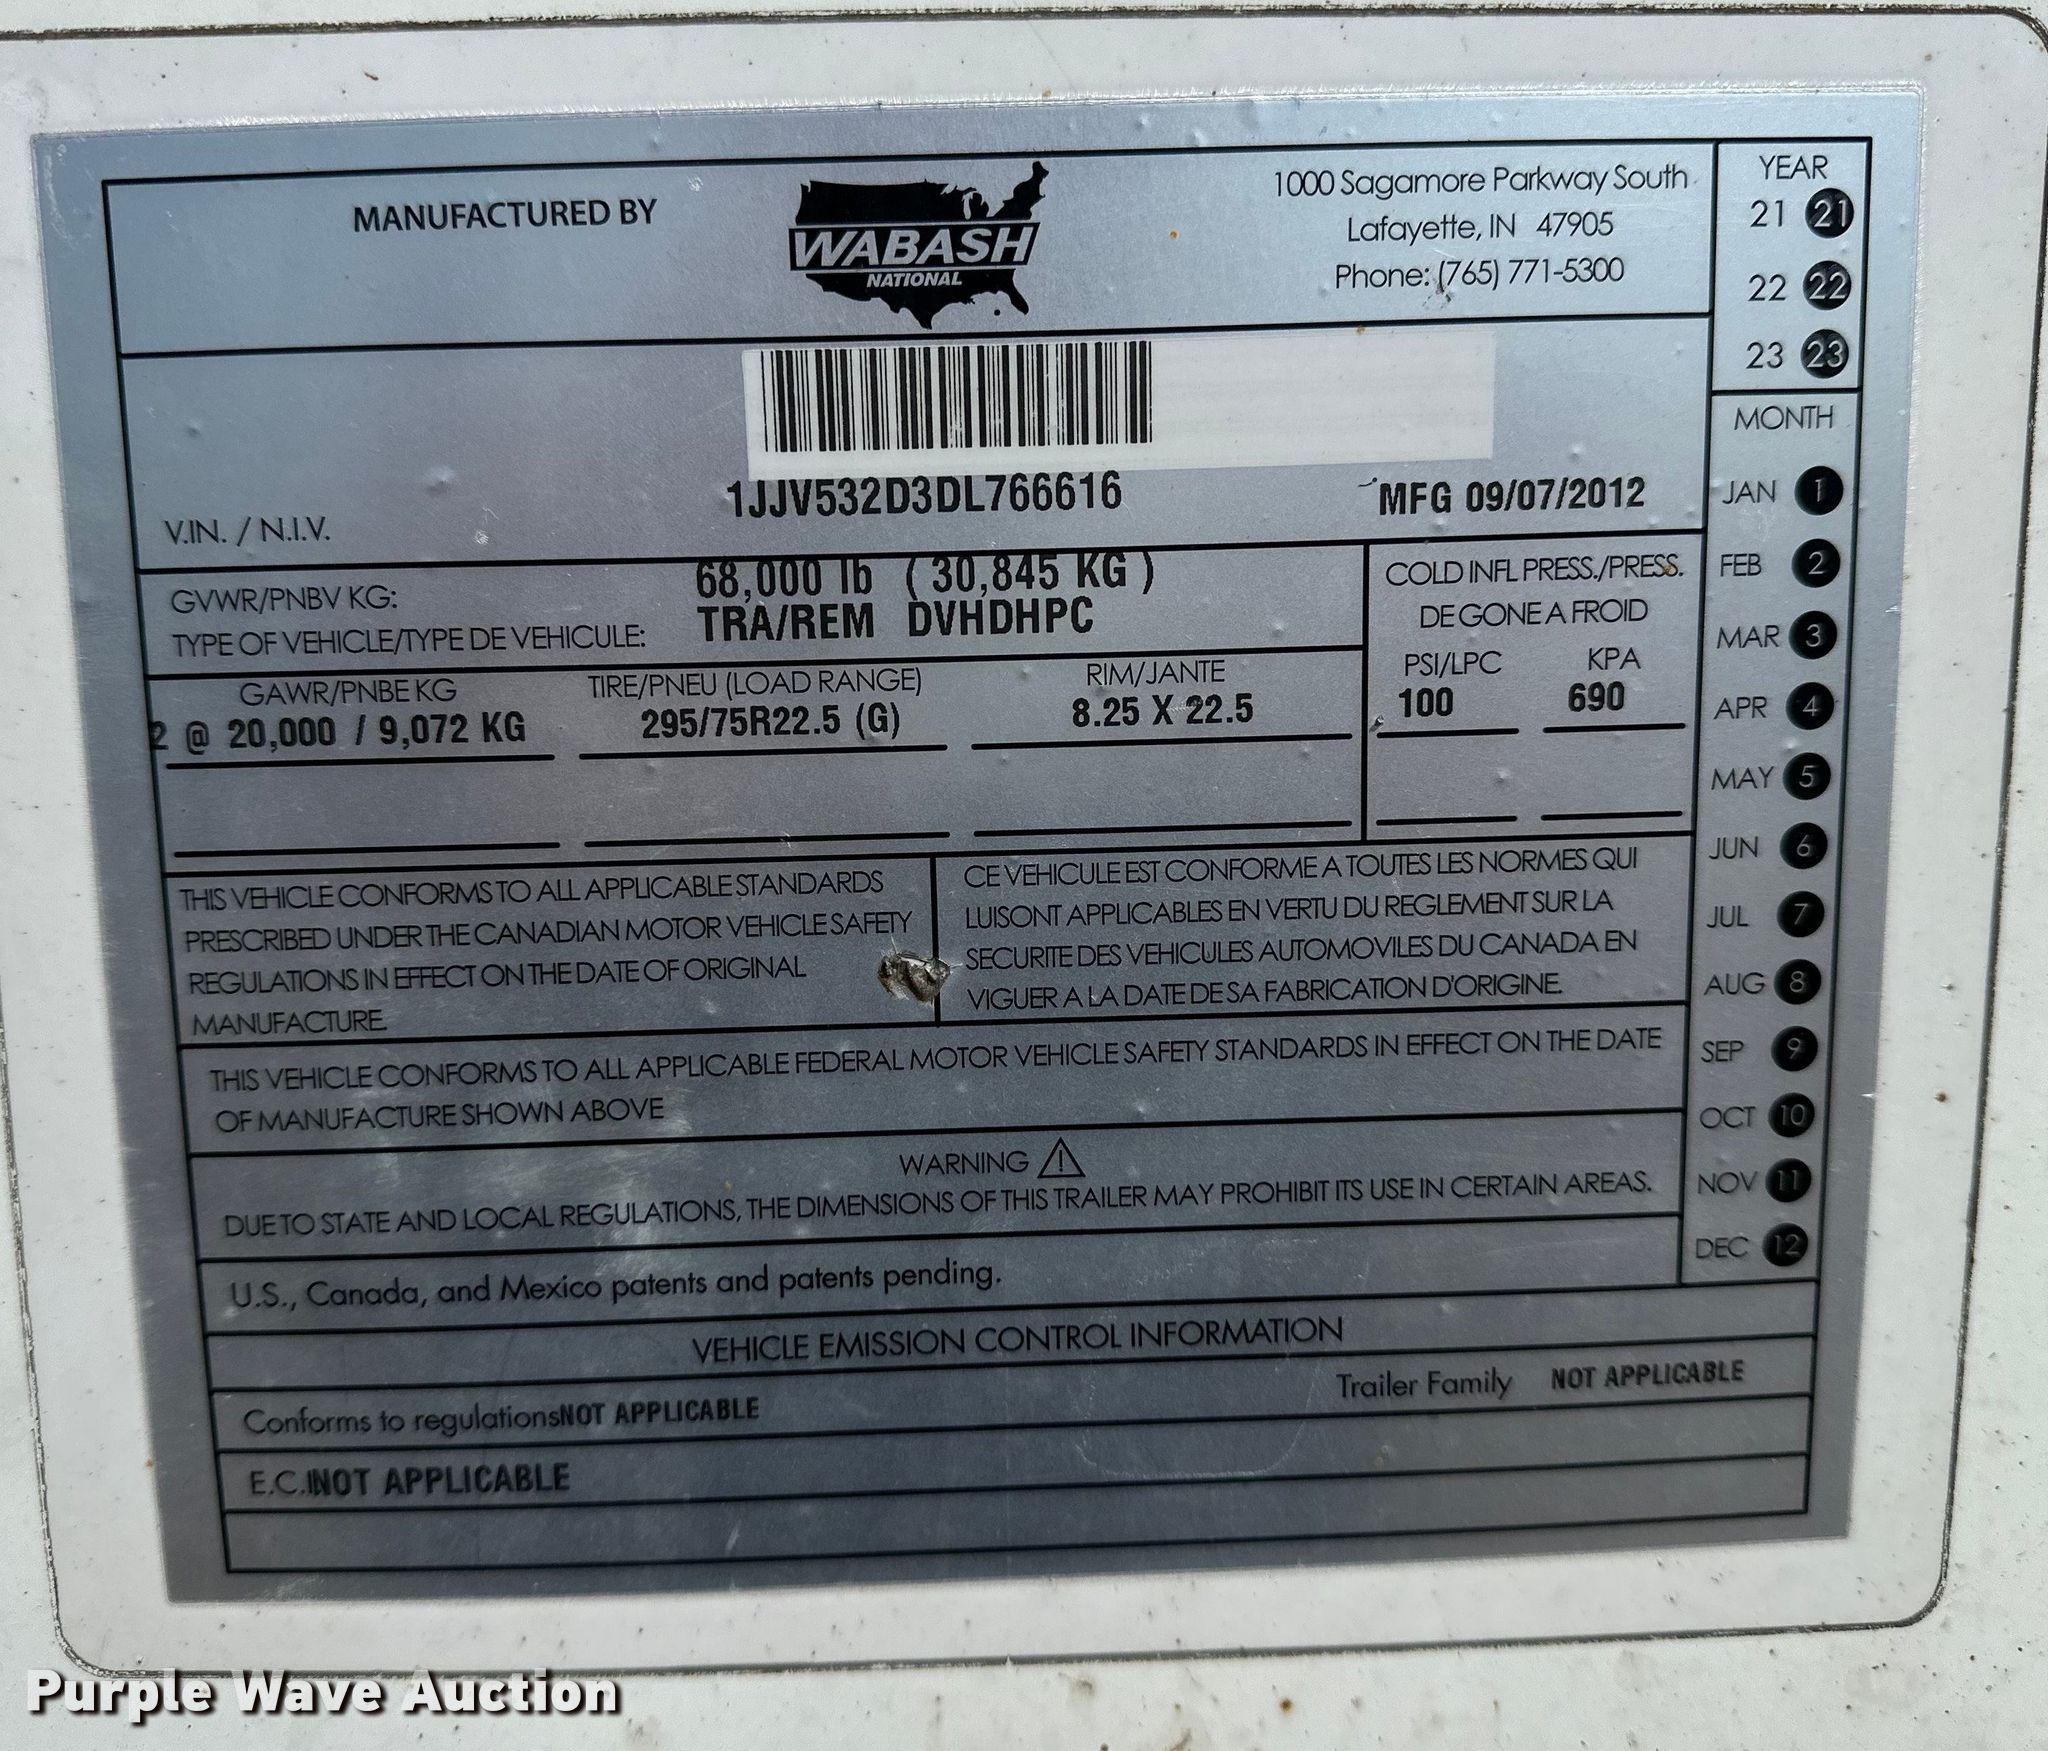 MANUFACTURED BY
WABASH
NATIONAL
1000 Sagamore Parkway South
Lafayette, IN 47905
Phone: (765) 771-5300
YEAR
21 21
22 22
23 23
V.IN. / N.I.V.
1JJV532D3DL766616
MFG 09/07/2012
GVWR/PNBV KG:
68,000 lb ( 30,845 KG )
TYPE OF VEHICLE/TYPE DE VEHICULE:
TRA/REM DVHDHPC
COLD INFL PRESS./PRESS.
DE GONE A FROID
PSI/LPC KPA
100 690
GAWR/PNBE KG
2 @ 20,000 / 9,072 KG
TIRE/PNEU (LOAD RANGE)
295/75R22.5 (G)
RIM/JANTE
8.25 X 22.5
THIS VEHICLE CONFORMS TO ALL APPLICABLE STANDARDS
PRESCRIBED UNDER THE CANADIAN MOTOR VEHICLE SAFETY
REGULATIONS IN EFFECT ON THE DATE OF ORIGINAL
MANUFACTURE.
CE VEHICULE EST CONFORME A TOUTES LES NORMES QUI
LUISONT APPLICABLES EN VERTU DU REGLEMENT SUR LA
SECURITE DES VEHICULES AUTOMOVILES DU CANADA EN
VIGUER A LA DATE DE SA FABRICATION D'ORIGINE.
THIS VEHICLE CONFORMS TO ALL APPLICABLE FEDERAL MOTOR VEHICLE SAFETY STANDARDS IN EFFECT ON THE DATE
OF MANUFACTURE SHOWN ABOVE
WARNING
DUE TO STATE AND LOCAL REGULATIONS, THE DIMENSIONS OF THIS TRAILER MAY PROHIBIT ITS USE IN CERTAIN AREAS.
U.S., Canada, and Mexico patents and patents pending.
MONTH
JAN 1
FEB 2
MAR 3
APR 4
MAY 5
JUN 6
JUL 7
AUG 8
SEP 9
OCT 10
NOV 11
DEC 12
VEHICLE EMISSION CONTROL INFORMATION
Trailer Family NOT APPLICABLE
Conforms to regulationsNOT APPLICABLE
E.C.I NOT APPLICABLE
Purple Wave Auction